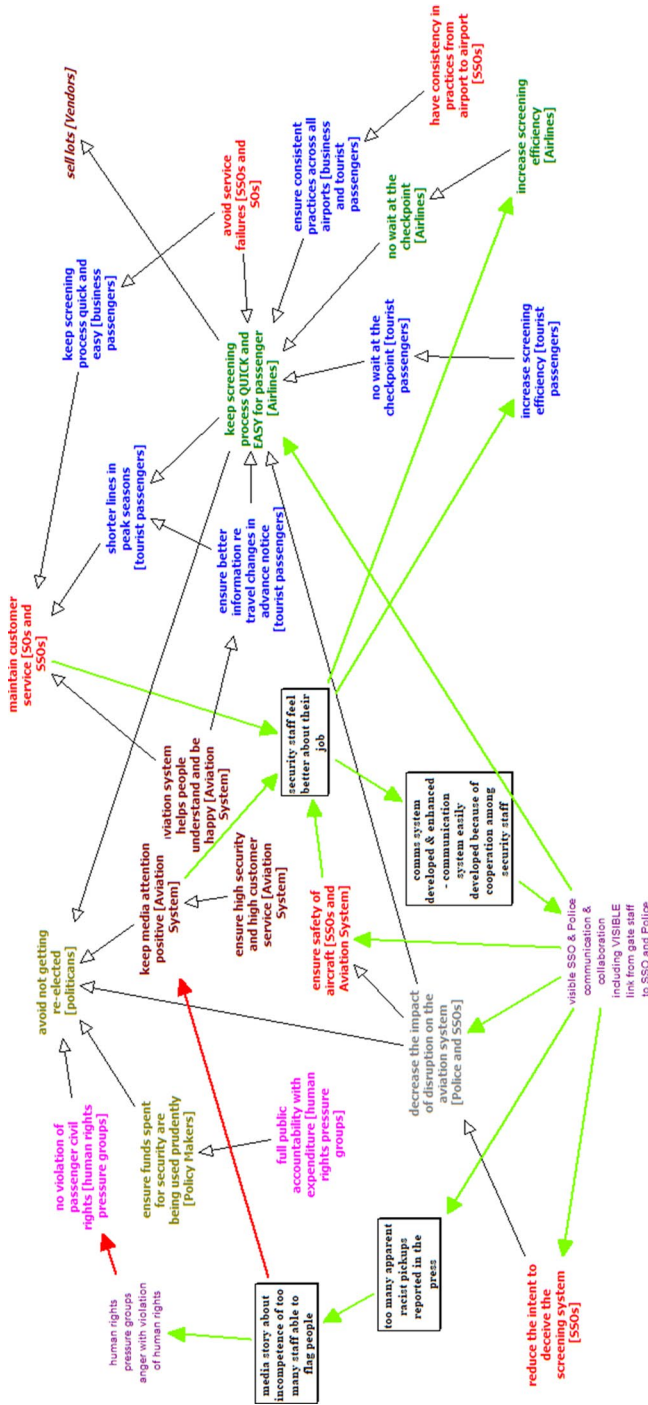 maintain customer
service [SOs and
SSOs]
sell lots [Vendors]
avoid not getting
re-elected
[politicans]
shorter lines in
peak seasons
[tourist passengers]
keep screening
process quick and
easy [business
passengers]
no violation of
passenger civil
rights [human rights
pressure groups]
viation system
helps people
understand and be
happy [Aviation
System]
avoid service
failures [SSOs and
SOs]
human rights
pressure groups
anger with violation
of human rights
ensure funds spent
for security are
being used prudently
[Policy Makers]
keep media attention
positive [Aviation
System]
ensure better
information re
travel changes in
advance notice
[tourist passengers]
keep screening
process QUICK and
EASY for passenger
[Airlines]
ensure consistent
practices across all
airports [business
and tourist
passengers]
full public
accountability with
expenditure [human
rights pressure
groups]
ensure high security
and high customer
service [Aviation
System]
have consistency in
practices from
airport to airport
[SSOs]
media story about
incompetence of too
many staff able to
flag people
ensure safety of
aircraft [SSOs and
Aviation System]
security staff feel
better about their
job
no wait at the
checkpoint [tourist
passengers]
no wait at the
checkpoint
[Airlines]
too many apparent
racist pickups
reported in the
press
decrease the impact
of disruption on the
aviation system
[Police and SSOs]
comms system
developed & enhanced
- communication
system easily
developed because of
cooperation among
security staff
increase screening
efficiency [tourist
passengers]
increase screening
efficiency
[Airlines]
reduce the intent to
deceive the
screening system
[SSOs]
visible SSO & Police
communication &
collaboration
including VISIBLE
link from gate staff
to SSO and Police